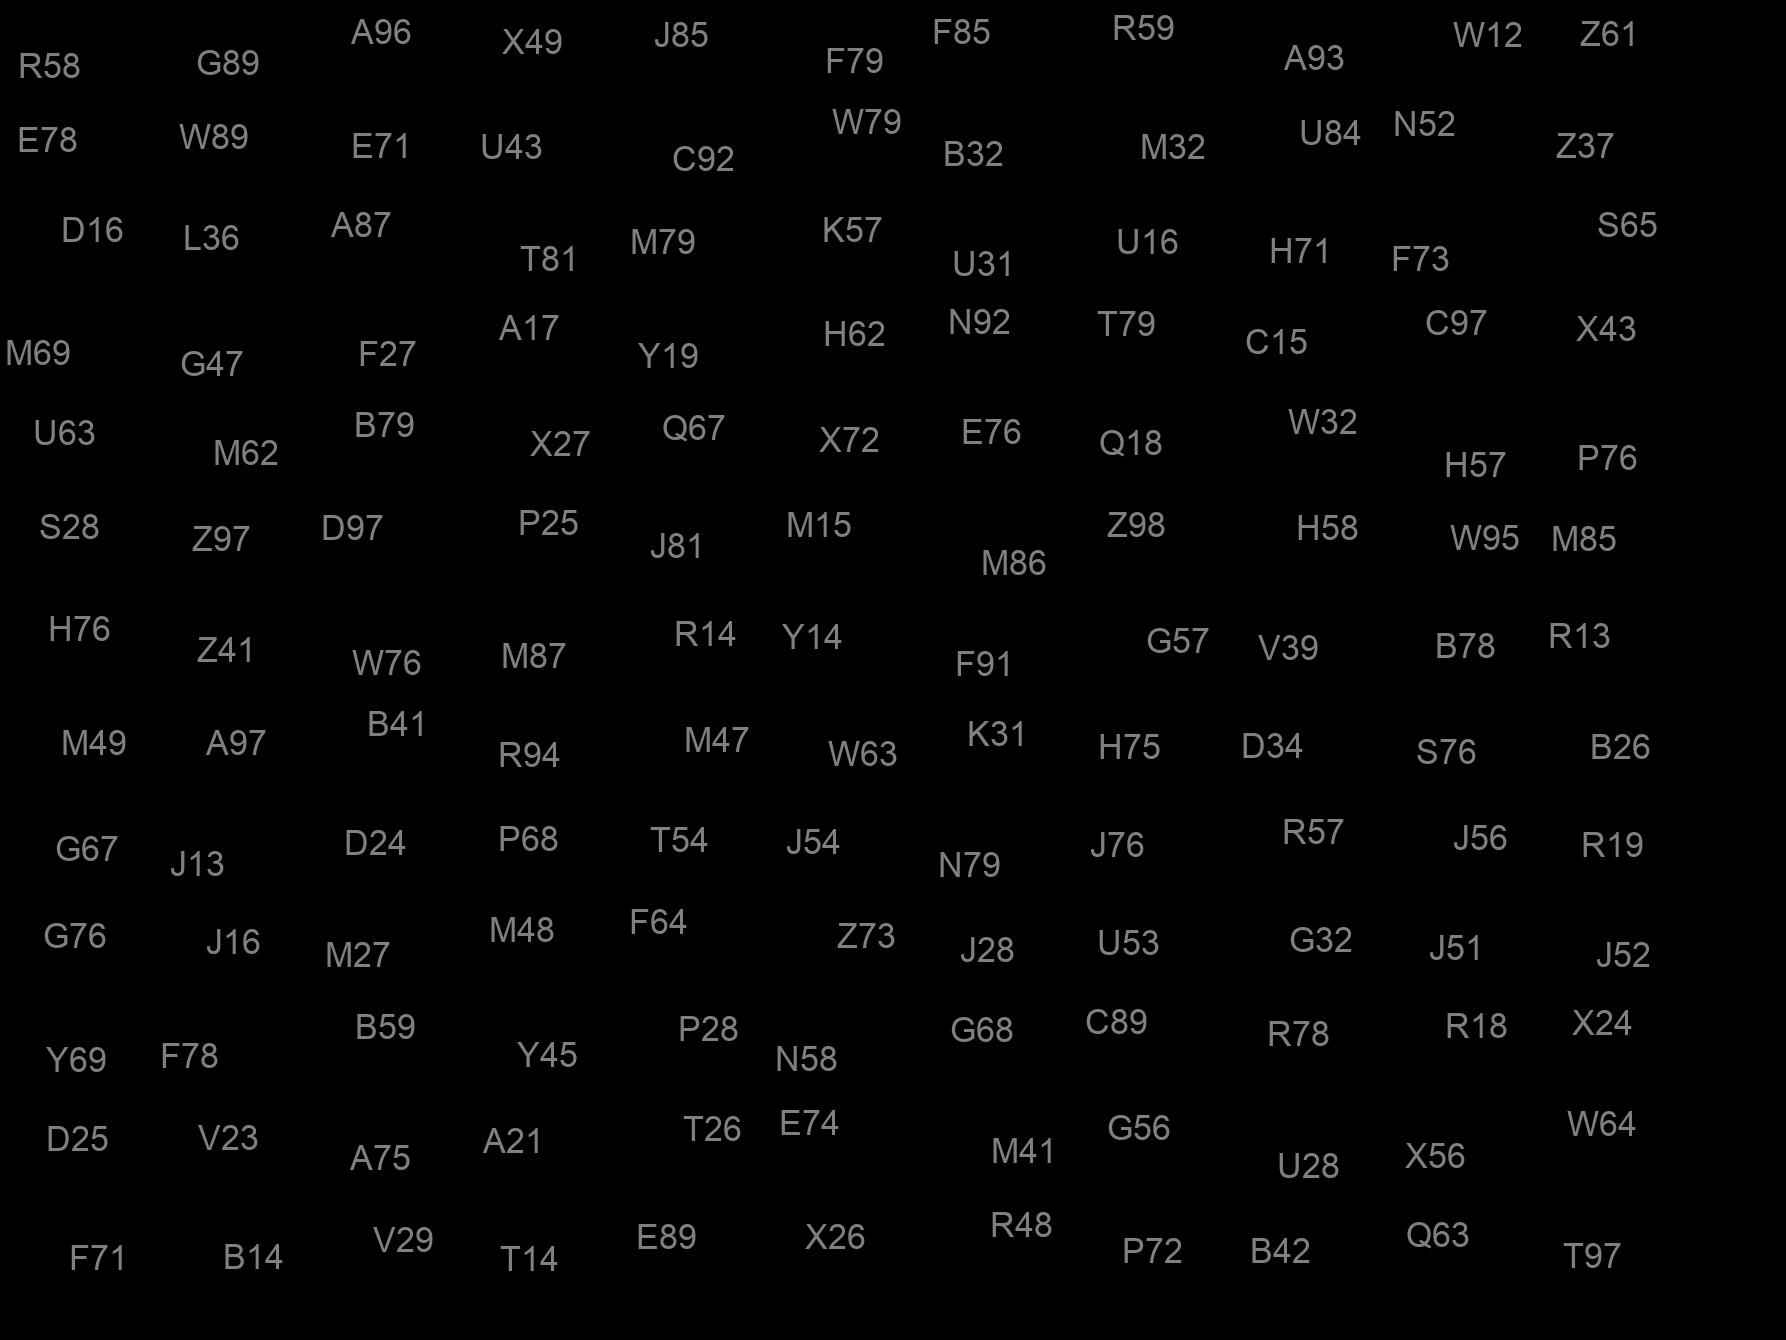 R58 G89 A96 X49 J85 F79 F85 R59 A93 W12 Z61
E78 W89 E71 U43 C92 W79 B32 M32 U84 N52 Z37
D16 L36 A87 T81 M79 K57 U31 U16 H71 F73 S65
M69 G47 F27 A17 Y19 H62 N92 T79 C15 C97 X43
U63 M62 B79 X27 Q67 X72 E76 Q18 W32 H57 P76
S28 Z97 D97 P25 J81 M15 M86 Z98 H58 W95 M85
H76 Z41 W76 M87 R14 Y14 F91 G57 V39 B78 R13
M49 A97 B41 R94 M47 W63 K31 H75 D34 S76 B26
G67 J13 D24 P68 T54 J54 N79 J76 R57 J56 R19
G76 J16 M27 M48 F64 Z73 J28 U53 G32 J51 J52
Y69 F78 B59 Y45 P28 N58 G68 C89 R78 R18 X24
D25 V23 A75 A21 T26 E74 M41 G56 U28 X56 W64
F71 B14 V29 T14 E89 X26 R48 P72 B42 Q63 T97